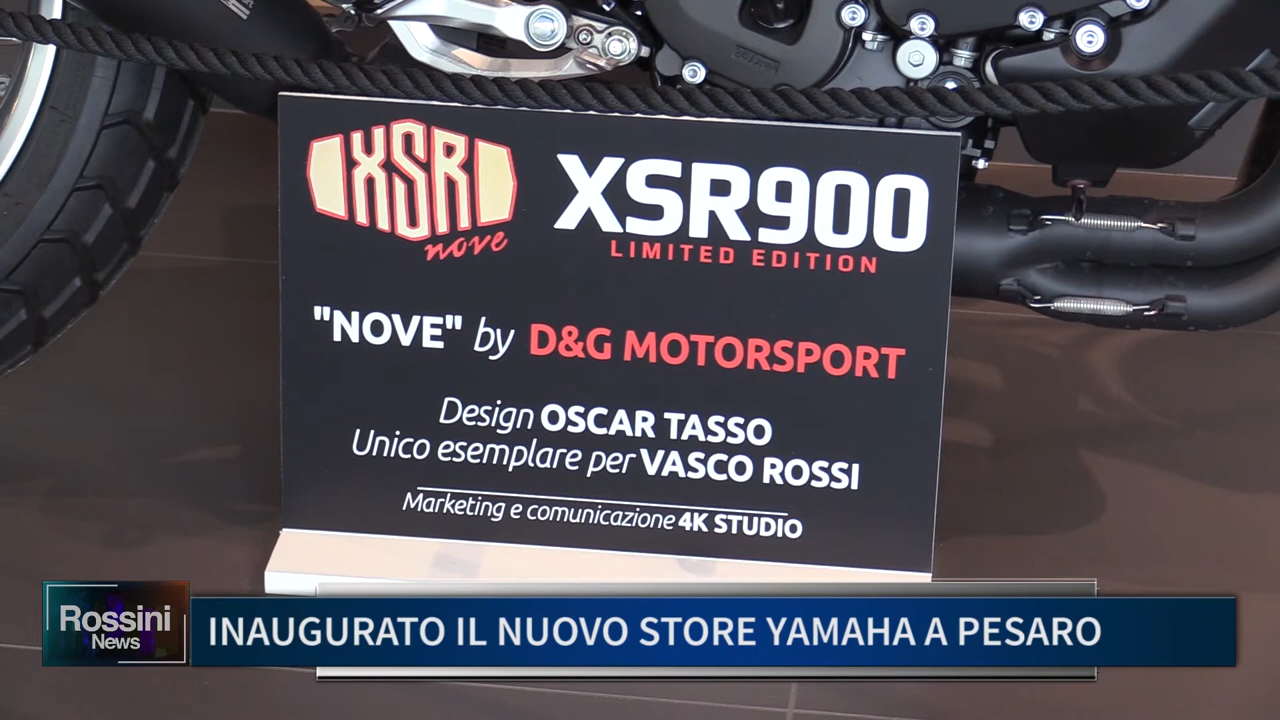 XSR
nove
XSR900
LIMITED EDITION
"NOVE" by D&G MOTORSPORT
Design OSCAR TASSO
Unico esemplare per VASCO ROSSI
Marketing e comunicazione 4K STUDIO
Rossini
News
INAUGURATO IL NUOVO STORE YAMAHA A PESARO